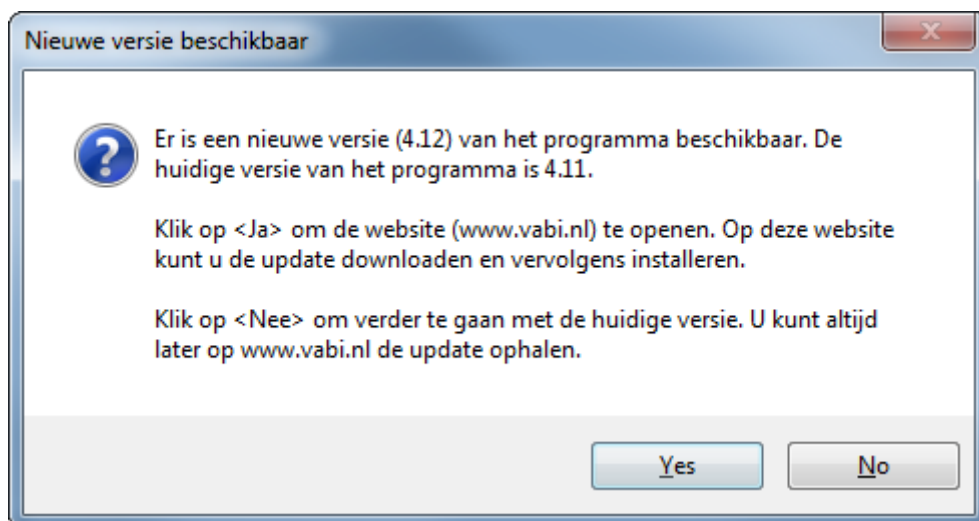 Nieuwe versie beschikbaar
Er is een nieuwe versie (4.12) van het programma beschikbaar. De
huidige versie van het programma is 4.11.
Klik op <Ja> om de website (www.vabi.nl) te openen. Op deze website
kunt u de update downloaden en vervolgens installeren.
Klik op <Nee> om verder te gaan met de huidige versie. U kunt altijd
later op www.vabi.nl de update ophalen.
Yes No